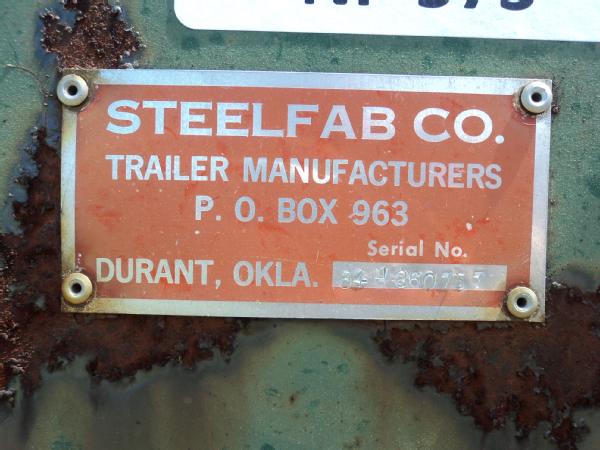 STEELFAB CO.
TRAILER MANUFACTURERS
P. O. BOX 963
Serial No.
DURANT, OKLA.